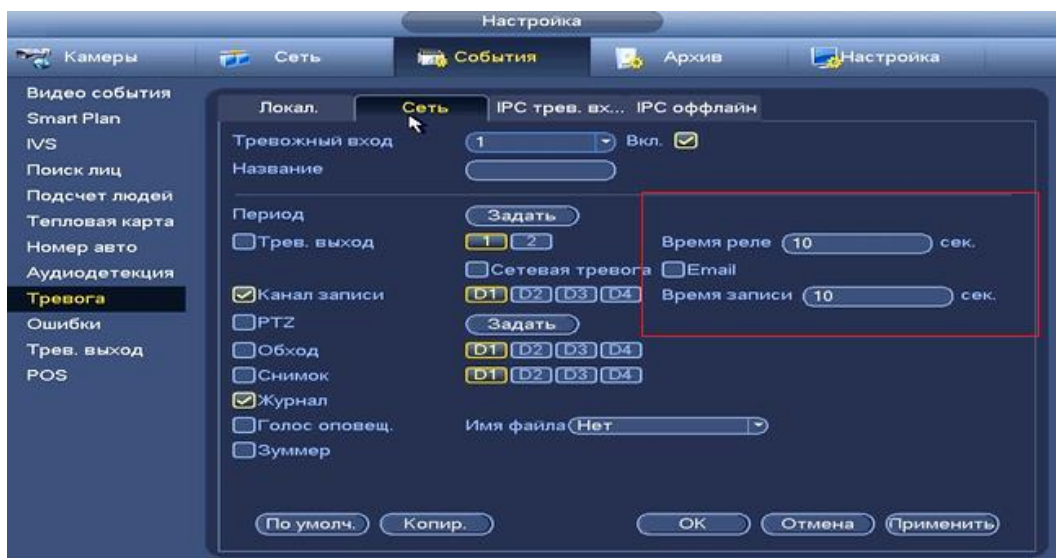 Настройка
Камеры Сеть События Архив Настройка
Видео события
Smart Plan
IVS
Поиск лиц
Подсчет людей
Тепловая карта
Номер авто
Аудиодетекция
Тревога
Ошибки
Трев. выход
POS
Локал. Сеть IPC трев. вх... IPC оффлайн
Тревожный вход 1 Вкл.
Название
Период Задать
Трев. выход 1 2 Время реле 10 сек.
Сетевая тревога Email
Канал записи D1 D2 D3 D4 Время записи 10 сек.
PTZ Задать
Обход D1 D2 D3 D4
Снимок D1 D2 D3 D4
Журнал
Голос оповещ. Имя файла Нет
Зуммер
По умолч. Копир. ОК Отмена Применить